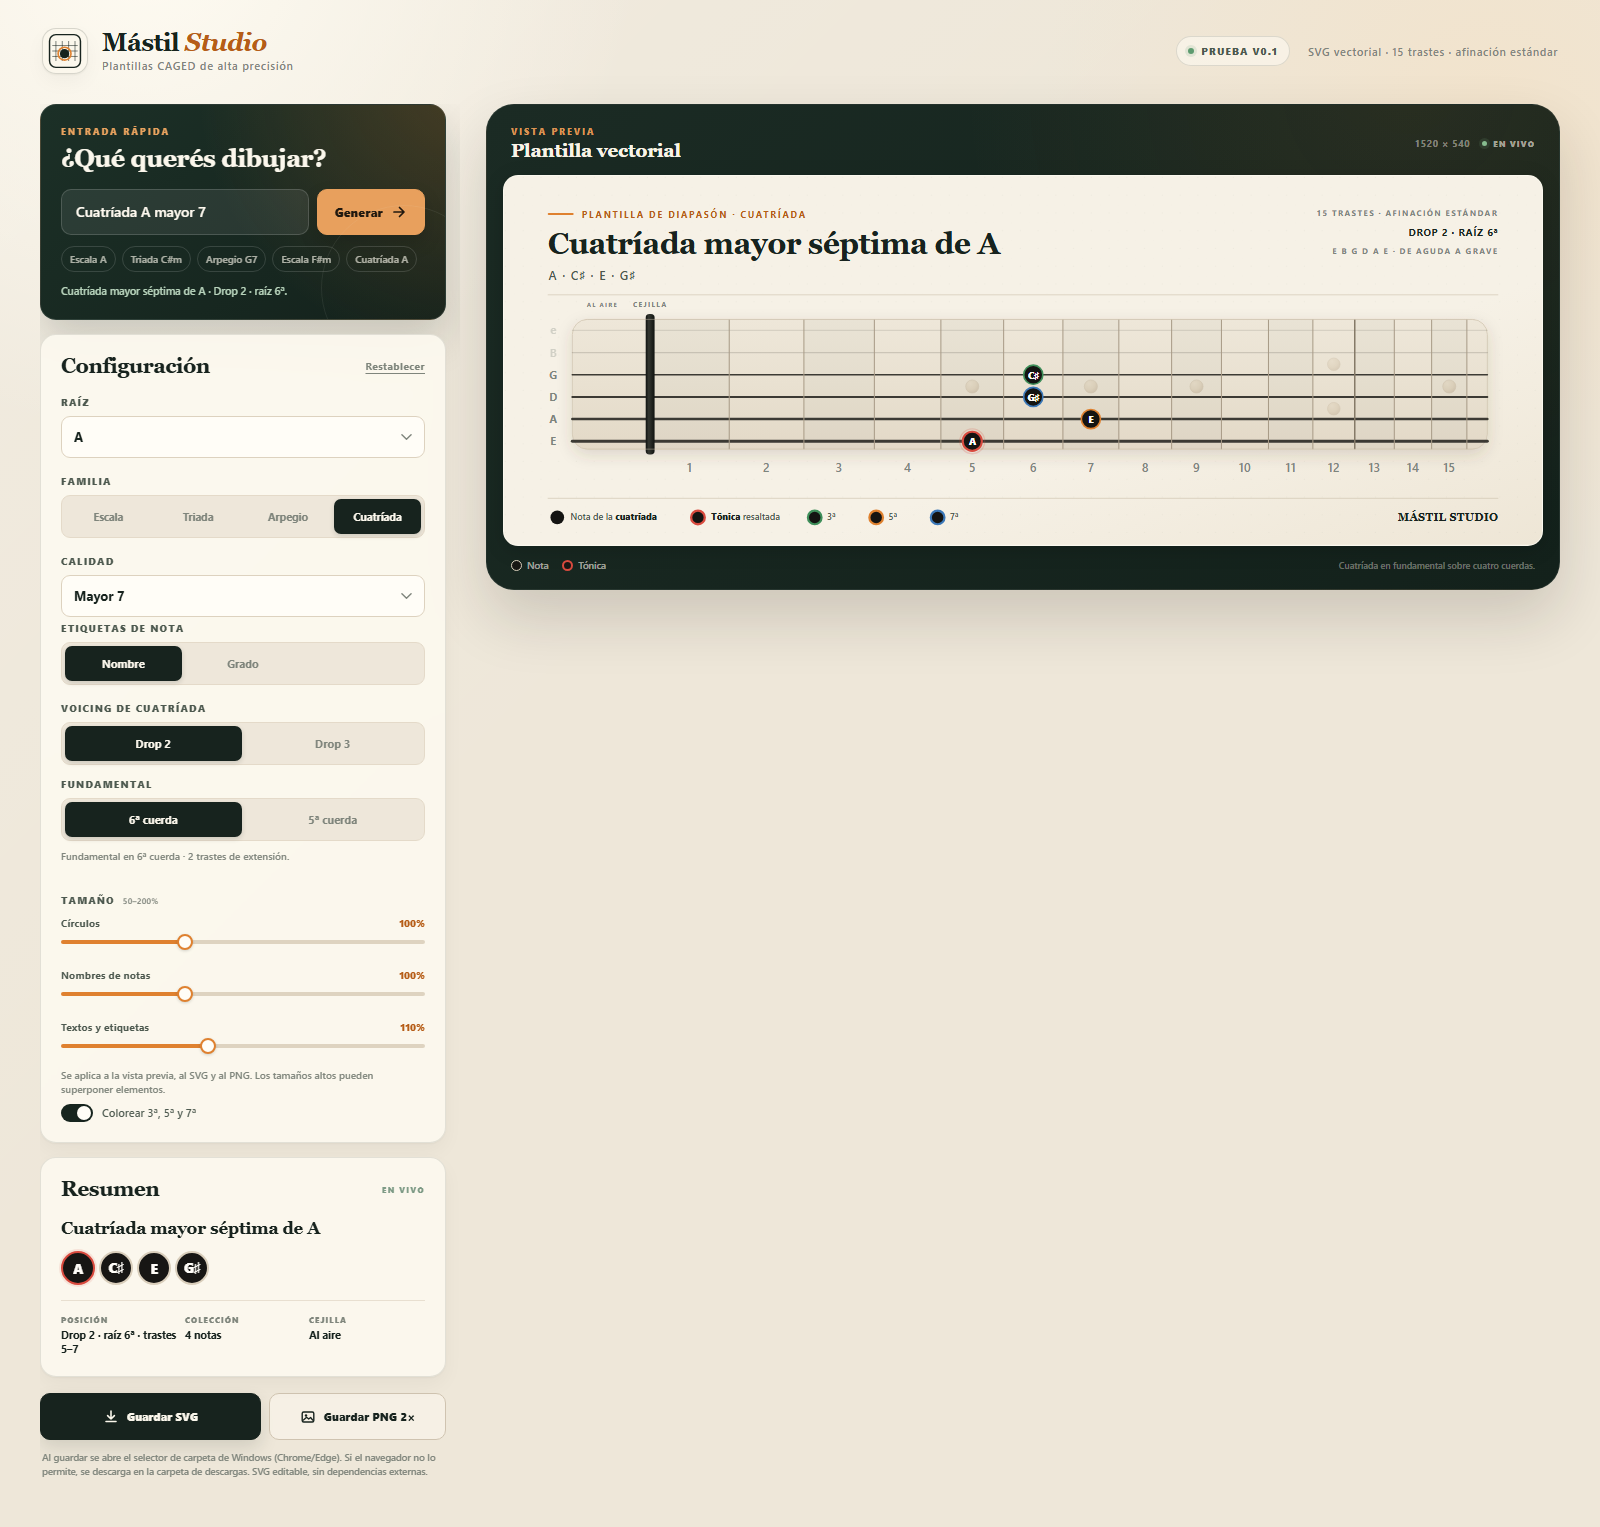 Mástil Studio
Plantillas CAGED de alta precisión
PRUEBA V0.1
SVG vectorial · 15 trastes · afinación estándar
ENTRADA RÁPIDA
¿Qué querés dibujar?
Cuatríada A mayor 7
Generar
Escala A
Triada C#m
Arpegio G7
Escala F#m
Cuatríada A
Cuatríada mayor séptima de A · Drop 2 · raíz 6ª.
Configuración
Restablecer
RAÍZ
A
FAMILIA
Escala
Triada
Arpegio
Cuatríada
CALIDAD
Mayor 7
ETIQUETAS DE NOTA
Nombre
Grado
VOICING DE CUATRÍADA
Drop 2
Drop 3
FUNDAMENTAL
6ª cuerda
5ª cuerda
Fundamental en 6ª cuerda · 2 trastes de extensión.
TAMAÑO 50–200%
Círculos
100%
Nombres de notas
100%
Textos y etiquetas
110%
Se aplica a la vista previa, al SVG y al PNG. Los tamaños altos pueden
superponer elementos.
Colorear 3ª, 5ª y 7ª
Resumen
EN VIVO
Cuatríada mayor séptima de A
A
C♯
E
G♯
POSICIÓN
Drop 2 · raíz 6ª · trastes
5–7
COLECCIÓN
4 notas
CEJILLA
Al aire
Guardar SVG
Guardar PNG 2×
Al guardar se abre el selector de carpeta de Windows (Chrome/Edge). Si el navegador no lo
permite, se descarga en la carpeta de descargas. SVG editable, sin dependencias externas.
VISTA PREVIA
Plantilla vectorial
1520 × 540
EN VIVO
PLANTILLA DE DIAPASÓN · CUATRÍADA
Cuatríada mayor séptima de A
A · C♯ · E · G♯
15 TRASTES · AFINACIÓN ESTÁNDAR
DROP 2 · RAÍZ 6ª
E B G D A E · DE AGUDA A GRAVE
AL AIRE
CEJILLA
e
B
G
C♯
D
G♯
A
E
E
A
1 2 3 4 5 6 7 8 9 10 11 12 13 14 15
Nota de la cuatríada
Tónica resaltada
3ª
5ª
7ª
MÁSTIL STUDIO
Nota
Tónica
Cuatríada en fundamental sobre cuatro cuerdas.